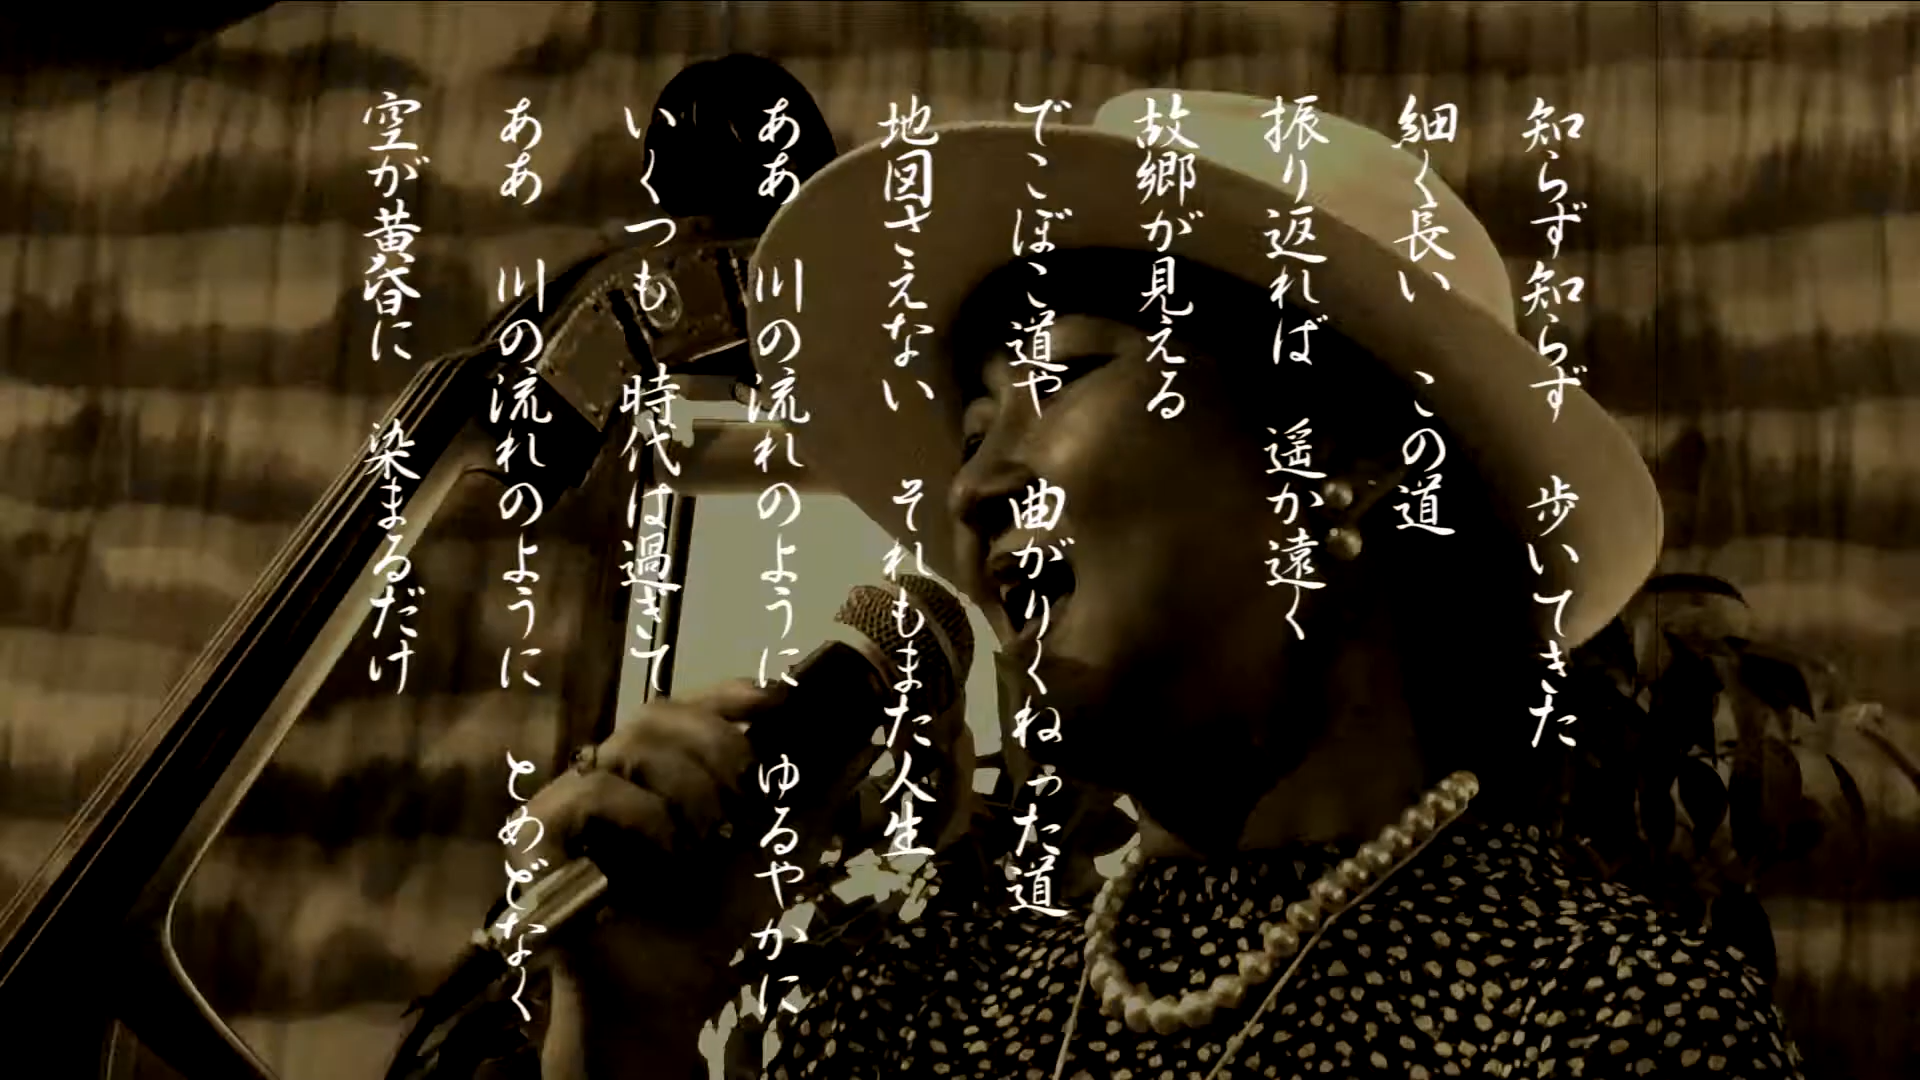 知らず知らず　歩いてきた
細く長い　この道
振り返れば　遥か遠く
故郷が見える
でこぼこ道や　曲がりくねった道
地図さえない　それもまた人生
ああ　川の流れのように　ゆるやかに
いくつも　時代は過ぎて
ああ　川の流れのように　とめどなく
空が黄昏に　染まるだけ